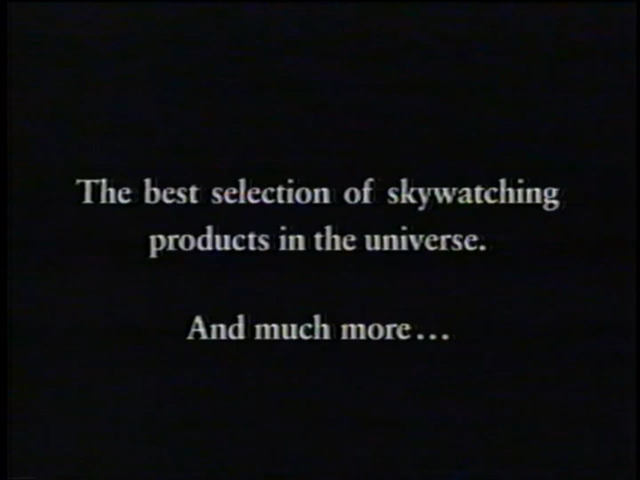 The best selection of skywatching
products in the universe.
And much more...